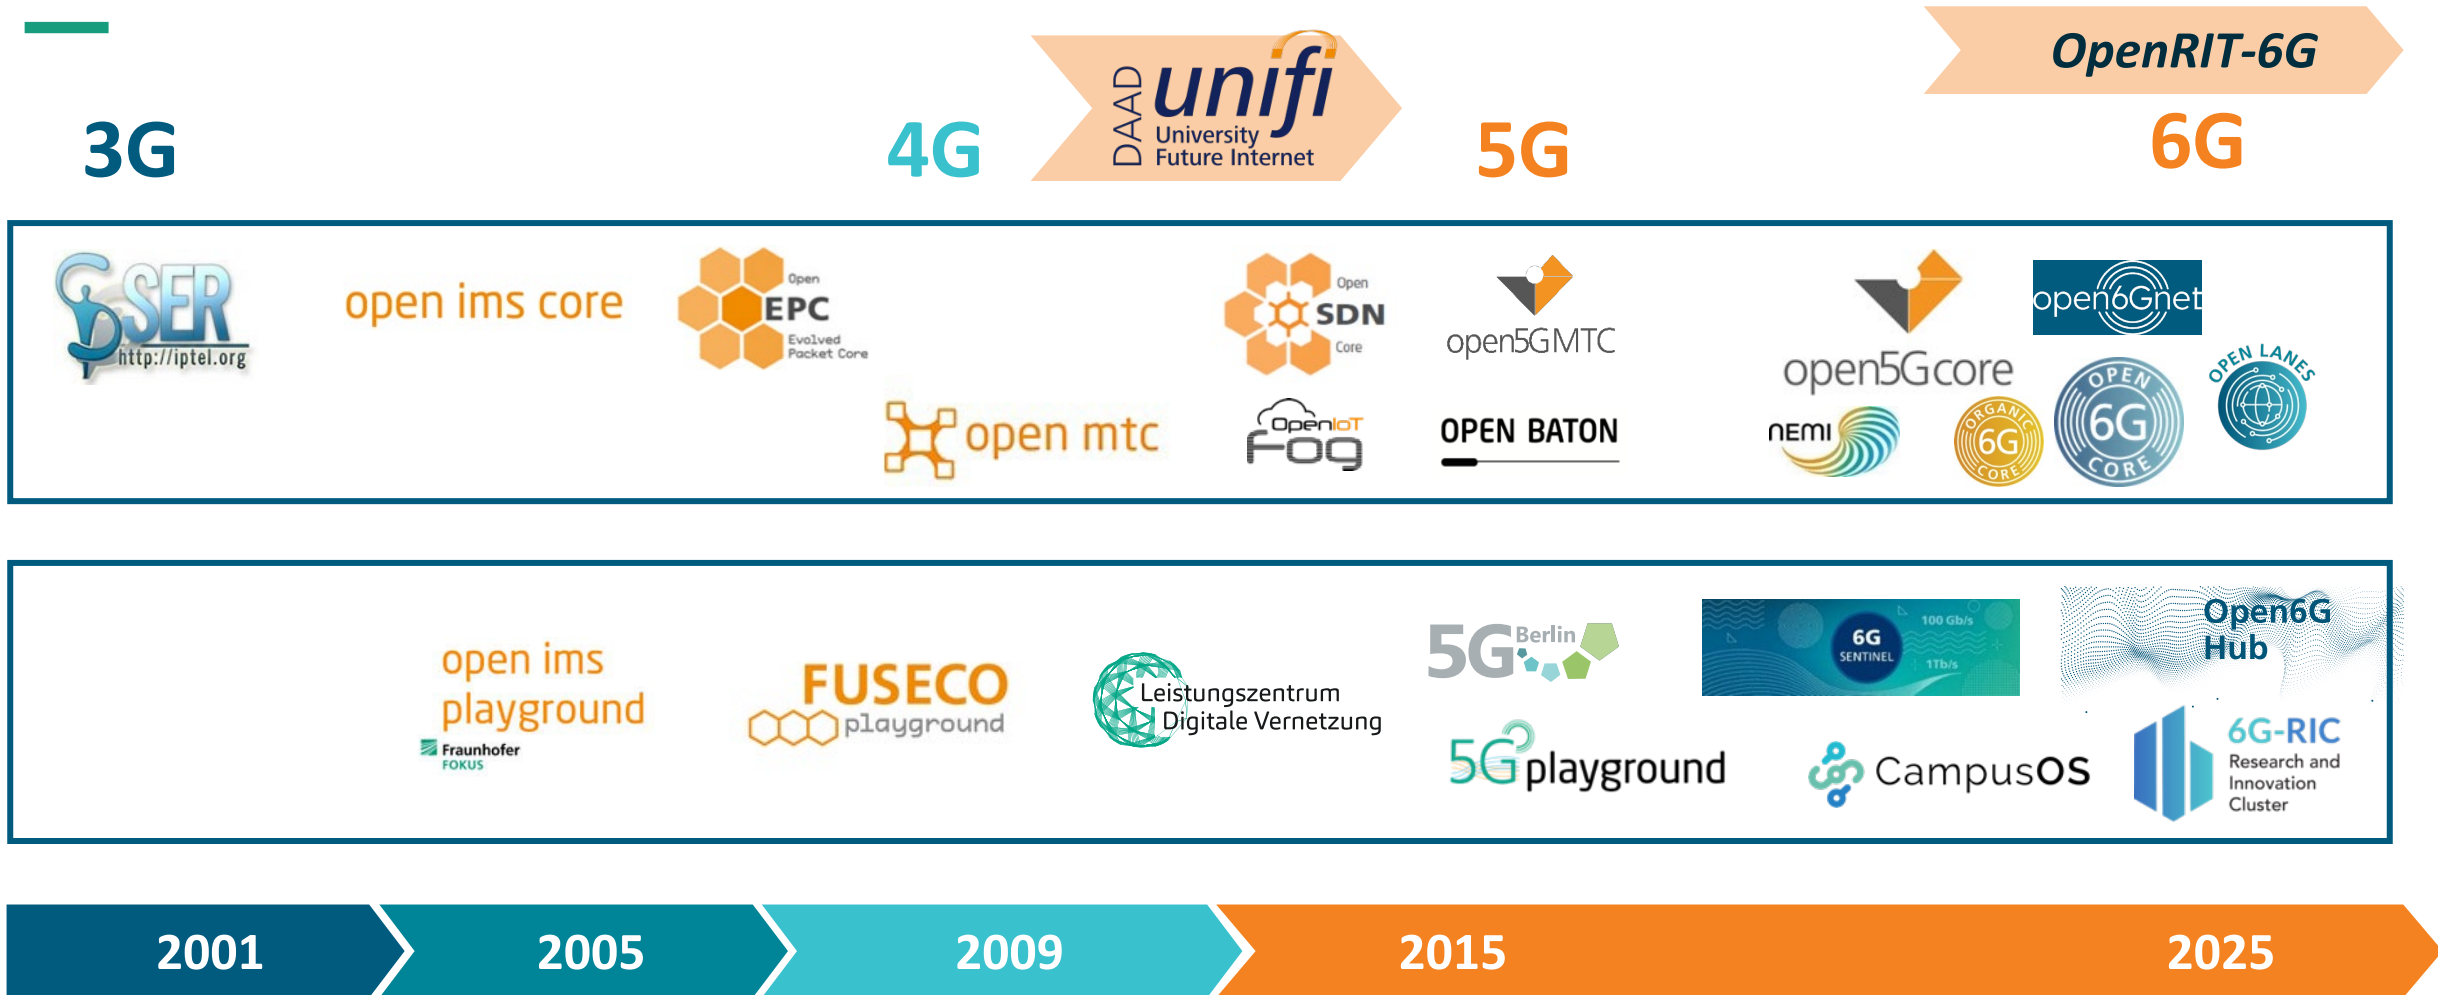 OpenRIT-6G
DAAD
unifi
University
Future Internet
3G
4G
5G
6G
SER
http://iptel.org
open ims core
Open
EPC
Evolved
Packet Core
Open
SDN
Core
open5GMTC
open5Gcore
open6Gnet
OPEN LANES
open mtc
OpenIoT
Fog
OPEN BATON
nemi
ORGANIC
6G
CORE
OPEN
6G
CORE
open ims
playground
Fraunhofer
FOKUS
FUSECO
playground
Leistungszentrum
Digitale Vernetzung
5G Berlin
5G playground
6G
SENTINEL
100 Gb/s
1Tb/s
CampusOS
Open6G
Hub
6G-RIC
Research and
Innovation
Cluster
2001
2005
2009
2015
2025